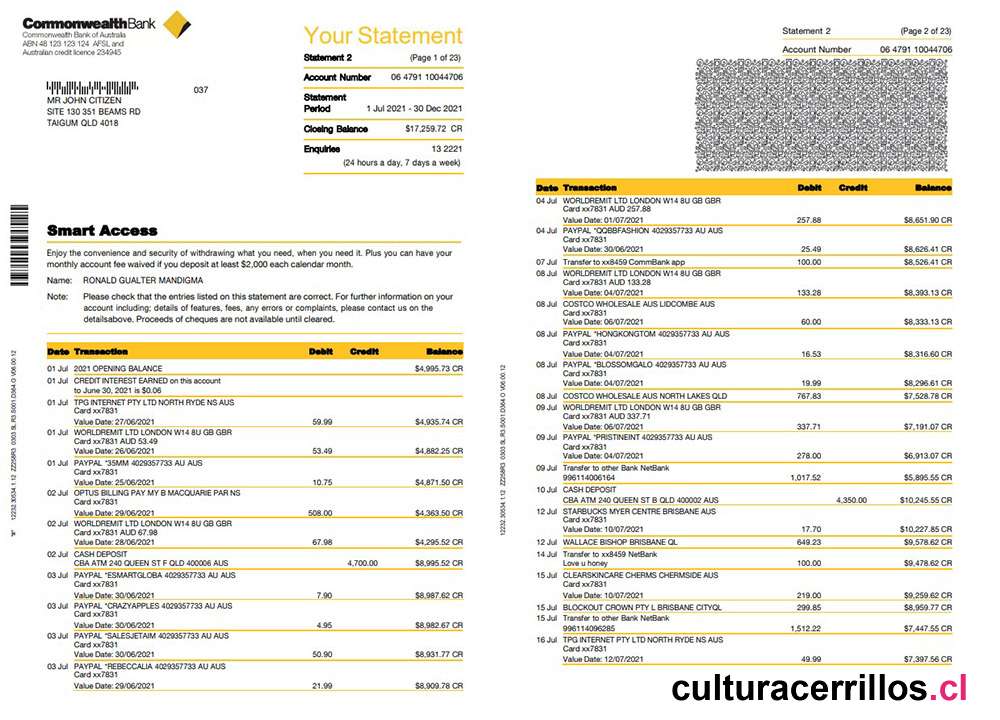 CommonwealthBank
Commonwealth Bank of Australia
ABN 48 123 123 124 AFSL and
Australian credit licence 234945
037
MR JOHN CITIZEN
SITE 130 351 BEAMS RD
TAIGUM QLD 4018
Your Statement
Statement 2 (Page 1 of 23)
Account Number 06 4791 10044706
Statement
Period 1 Jul 2021 - 30 Dec 2021
Closing Balance $17,259.72 CR
Enquiries 13 2221
(24 hours a day, 7 days a week)
Smart Access
Enjoy the convenience and security of withdrawing what you need, when you need it. Plus you can have your
monthly account fee waived if you deposit at least $2,000 each calendar month.
Name: RONALD GUALTER MANDIGMA
Note: Please check that the entries listed on this statement are correct. For further information on your
account including; details of features, fees, any errors or complaints, please contact us on the
detailsabove. Proceeds of cheques are not available until cleared.
Date Transaction Debit Credit Balance
01 Jul 2021 OPENING BALANCE $4,995.73 CR
01 Jul CREDIT INTEREST EARNED on this account
to June 30, 2021 is $0.06
01 Jul TPG INTERNET PTY LTD NORTH RYDE NS AUS
Card xx7831
Value Date: 27/06/2021 59.99 $4,935.74 CR
01 Jul WORLDREMIT LTD LONDON W14 8U GB GBR
Card xx7831 AUD 53.49
Value Date: 26/06/2021 53.49 $4,882.25 CR
01 Jul PAYPAL *35MM 4029357733 AU AUS
Card xx7831
Value Date: 25/06/2021 10.75 $4,871.50 CR
02 Jul OPTUS BILLING PAY MY B MACQUARIE PAR NS
Card xx7831
Value Date: 29/06/2021 508.00 $4,363.50 CR
02 Jul WORLDREMIT LTD LONDON W14 8U GB GBR
Card xx7831 AUD 67.98
Value Date: 28/06/2021 67.98 $4,295.52 CR
02 Jul CASH DEPOSIT
CBA ATM 240 QUEEN ST F QLD 400006 AUS 4,700.00 $8,995.52 CR
03 Jul PAYPAL *ESMARTGLOBA 4029357733 AU AUS
Card xx7831
Value Date: 30/06/2021 7.90 $8,987.62 CR
03 Jul PAYPAL *CRAZYAPPLES 4029357733 AU AUS
Card xx7831
Value Date: 30/06/2021 4.95 $8,982.67 CR
03 Jul PAYPAL *SALESJETAIM 4029357733 AU AUS
Card xx7831
Value Date: 30/06/2021 50.90 $8,931.77 CR
03 Jul PAYPAL *REBECCALIA 4029357733 AU AUS
Card xx7831
Value Date: 29/06/2021 21.99 $8,909.78 CR
Statement 2 (Page 2 of 23)
Account Number 06 4791 10044706
Date Transaction Debit Credit Balance
04 Jul WORLDREMIT LTD LONDON W14 8U GB GBR
Card xx7831 AUD 257.88
Value Date: 01/07/2021 257.88 $8,651.90 CR
04 Jul PAYPAL *QQBBFASHION 4029357733 AU AUS
Card xx7831
Value Date: 30/06/2021 25.49 $8,626.41 CR
07 Jul Transfer to xx8459 CommBank app 100.00 $8,526.41 CR
08 Jul WORLDREMIT LTD LONDON W14 8U GB GBR
Card xx7831 AUD 133.28
Value Date: 04/07/2021 133.28 $8,393.13 CR
08 Jul COSTCO WHOLESALE AUS LIDCOMBE AUS
Card xx7831
Value Date: 06/07/2021 60.00 $8,333.13 CR
08 Jul PAYPAL *HONGKONGTOM 4029357733 AU AUS
Card xx7831
Value Date: 04/07/2021 16.53 $8,316.60 CR
08 Jul PAYPAL *BLOSSOMGALO 4029357733 AU AUS
Card xx7831
Value Date: 04/07/2021 19.99 $8,296.61 CR
08 Jul COSTCO WHOLESALE AUS NORTH LAKES QLD 767.83 $7,528.78 CR
09 Jul WORLDREMIT LTD LONDON W14 8U GB GBR
Card xx7831 AUD 337.71
Value Date: 06/07/2021 337.71 $7,191.07 CR
09 Jul PAYPAL *PRISTINEINT 4029357733 AU AUS
Card xx7831
Value Date: 04/07/2021 278.00 $6,913.07 CR
09 Jul Transfer to other Bank NetBank
996114006164 1,017.52 $5,895.55 CR
10 Jul CASH DEPOSIT
CBA ATM 240 QUEEN ST B QLD 400002 AUS 4,350.00 $10,245.55 CR
12 Jul STARBUCKS MYER CENTRE BRISBANE AUS
Card xx7831
Value Date: 10/07/2021 17.70 $10,227.85 CR
12 Jul WALLACE BISHOP BRISBANE QL 649.23 $9,578.62 CR
14 Jul Transfer to xx8459 NetBank
Love u honey 100.00 $9,478.62 CR
15 Jul CLEARSKINCARE CHERMS CHERMSIDE AUS
Card xx7831
Value Date: 10/07/2021 219.00 $9,259.62 CR
15 Jul BLOCKOUT CROWN PTY L BRISBANE CITYQL 299.85 $8,959.77 CR
15 Jul Transfer to other Bank NetBank
996114096285 1,512.22 $7,447.55 CR
16 Jul TPG INTERNET PTY LTD NORTH RYDE NS AUS
Card xx7831
Value Date: 12/07/2021 49.99 $7,397.56 CR
culturacerrillos.cl